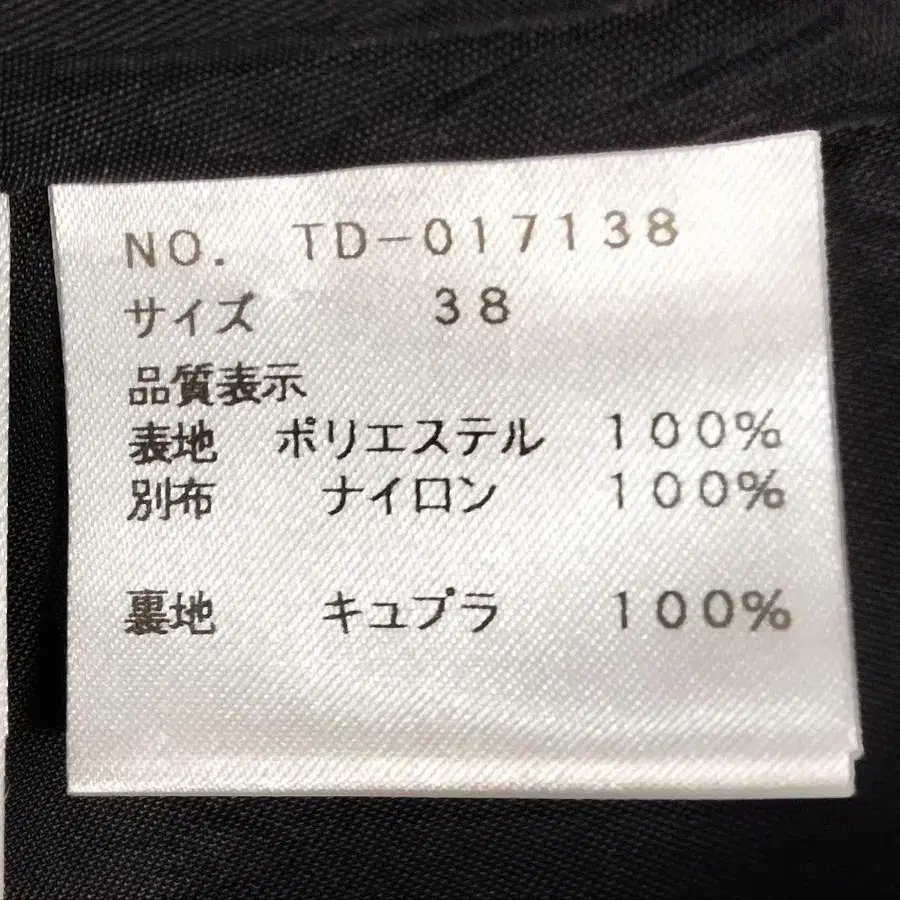 NO. TD-017138
サイズ 38
品質表示
表地 ポリエステル 100%
別布 ナイロン 100%
裏地 キュプラ 100%